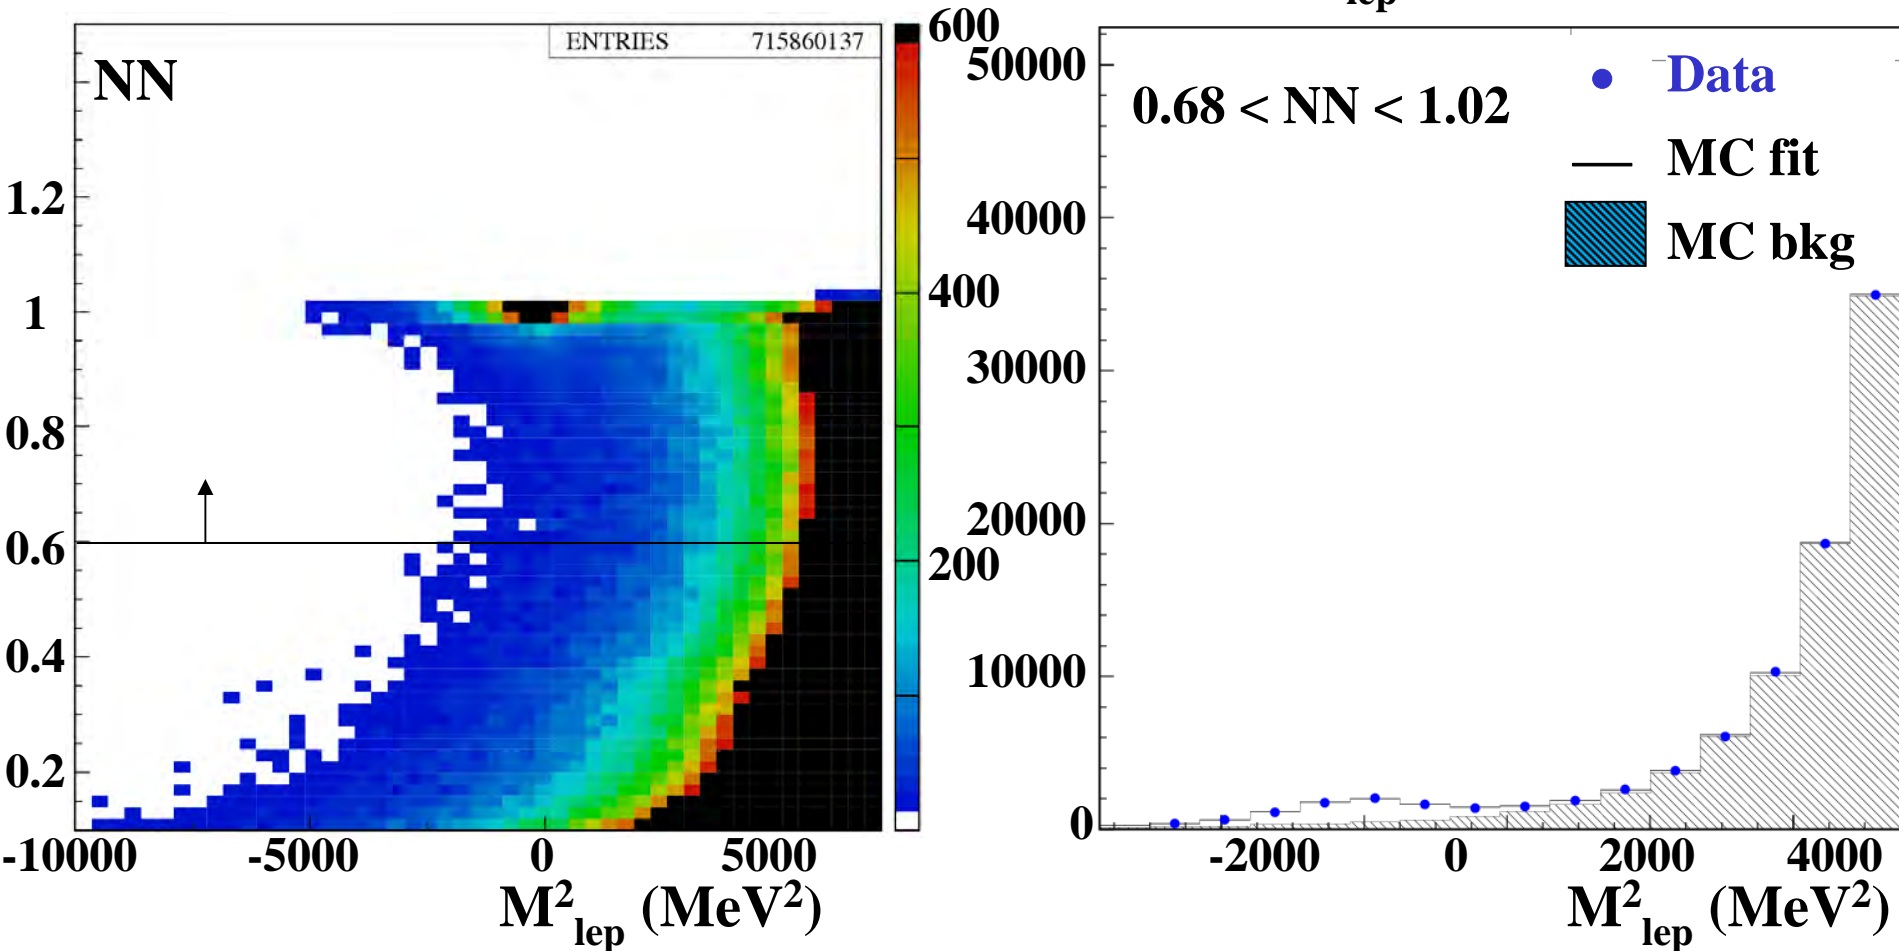 lep
NN
ENTRIES 715860137
1.2
1
0.8
0.6
0.4
0.2
-10000 -5000 0 5000
M²lep (MeV²)
600
400
200
0.68 < NN < 1.02
Data
MC fit
MC bkg
50000
40000
30000
20000
10000
0
-2000 0 2000 4000
M²lep (MeV²)